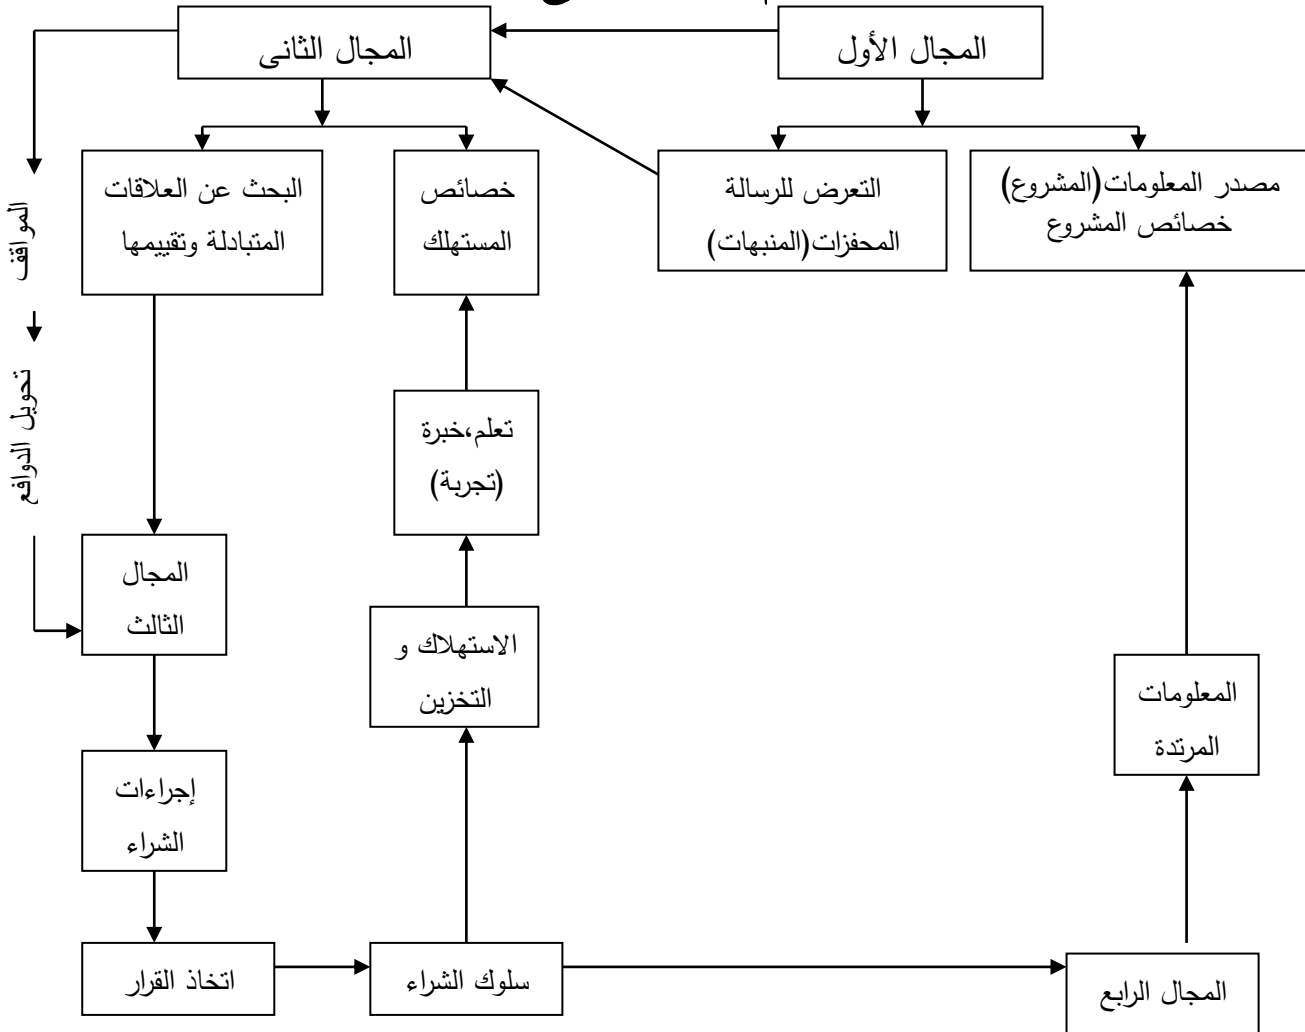 المجال الأول
المجال الثانى
مصدر المعلومات(المشروع)
خصائص المشروع
التعرض للرسالة
المحفزات(المنبهات)
خصائص
المستهلك
البحث عن العلاقات
المتبادلة وتقييمها
المواقف
تحويل الدوافع
تعلم،خبرة
(تجربة)
المجال
الثالث
الاستهلاك و
التخزين
المعلومات
المرتدة
إجراءات
الشراء
اتخاذ القرار
سلوك الشراء
المجال الرابع